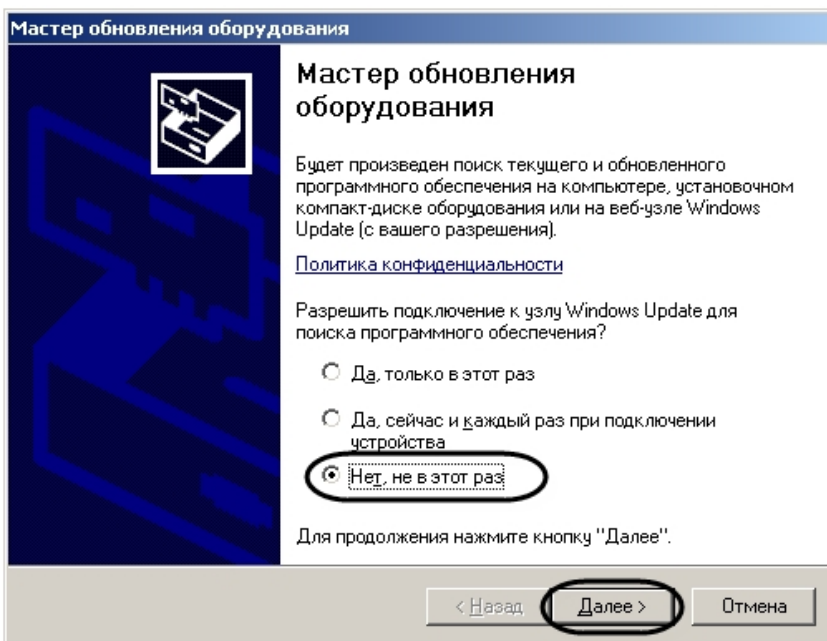 Мастер обновления оборудования
Мастер обновления
оборудования
Будет произведен поиск текущего и обновленного
программного обеспечения на компьютере, установочном
компакт-диске оборудования или на веб-узле Windows
Update (с вашего разрешения).
Политика конфиденциальности
Разрешить подключение к узлу Windows Update для
поиска программного обеспечения?
Да, только в этот раз
Да, сейчас и каждый раз при подключении
устройства
Нет, не в этот раз
Для продолжения нажмите кнопку "Далее".
< Назад Далее > Отмена